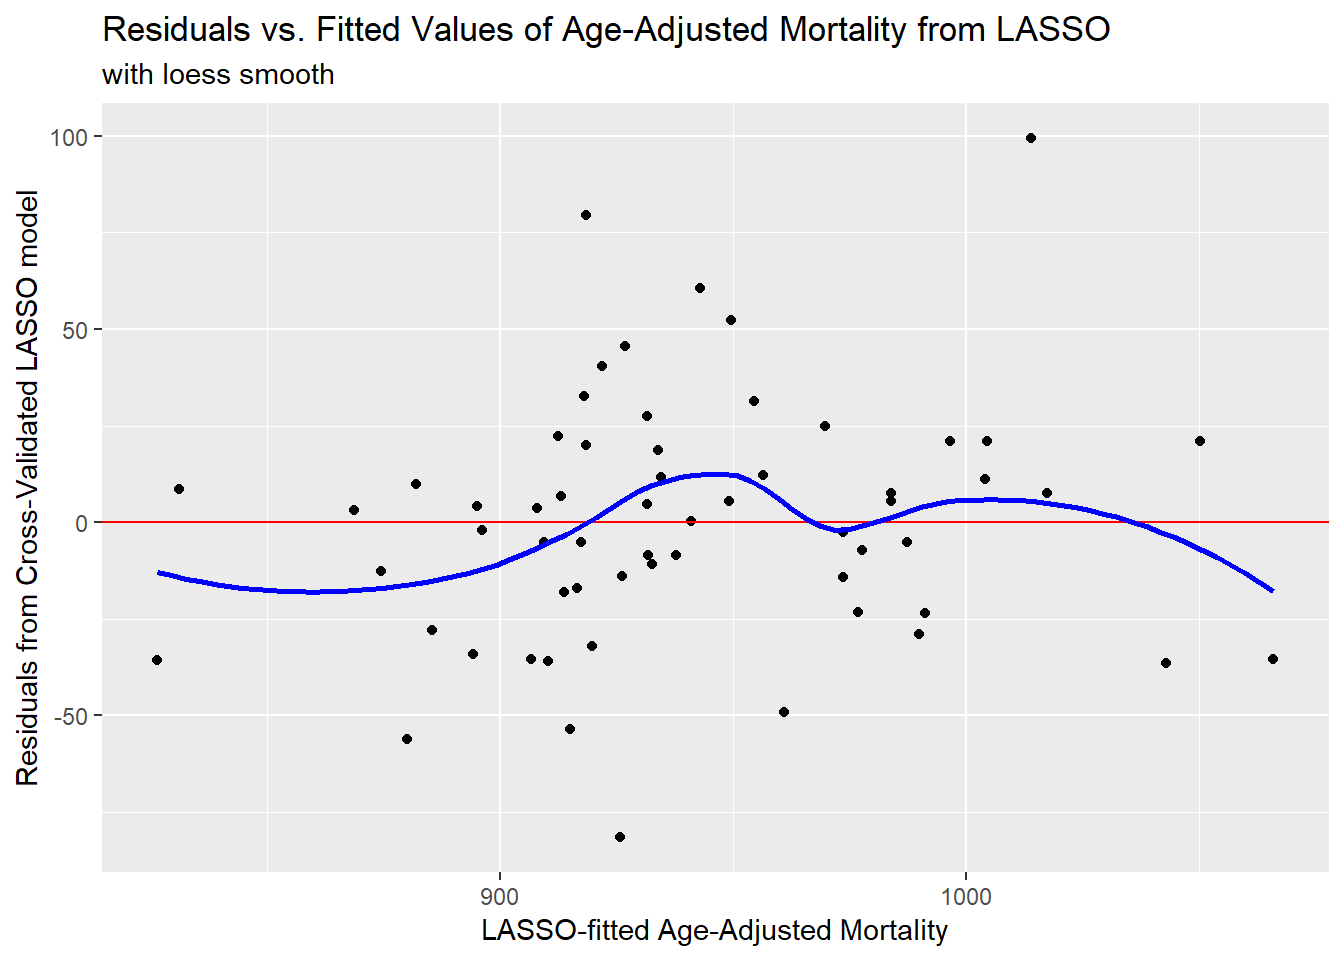 Residuals vs. Fitted Values of Age-Adjusted Mortality from LASSO
with loess smooth
Residuals from Cross-Validated LASSO model
100
50
0
-50
900
1000
LASSO-fitted Age-Adjusted Mortality